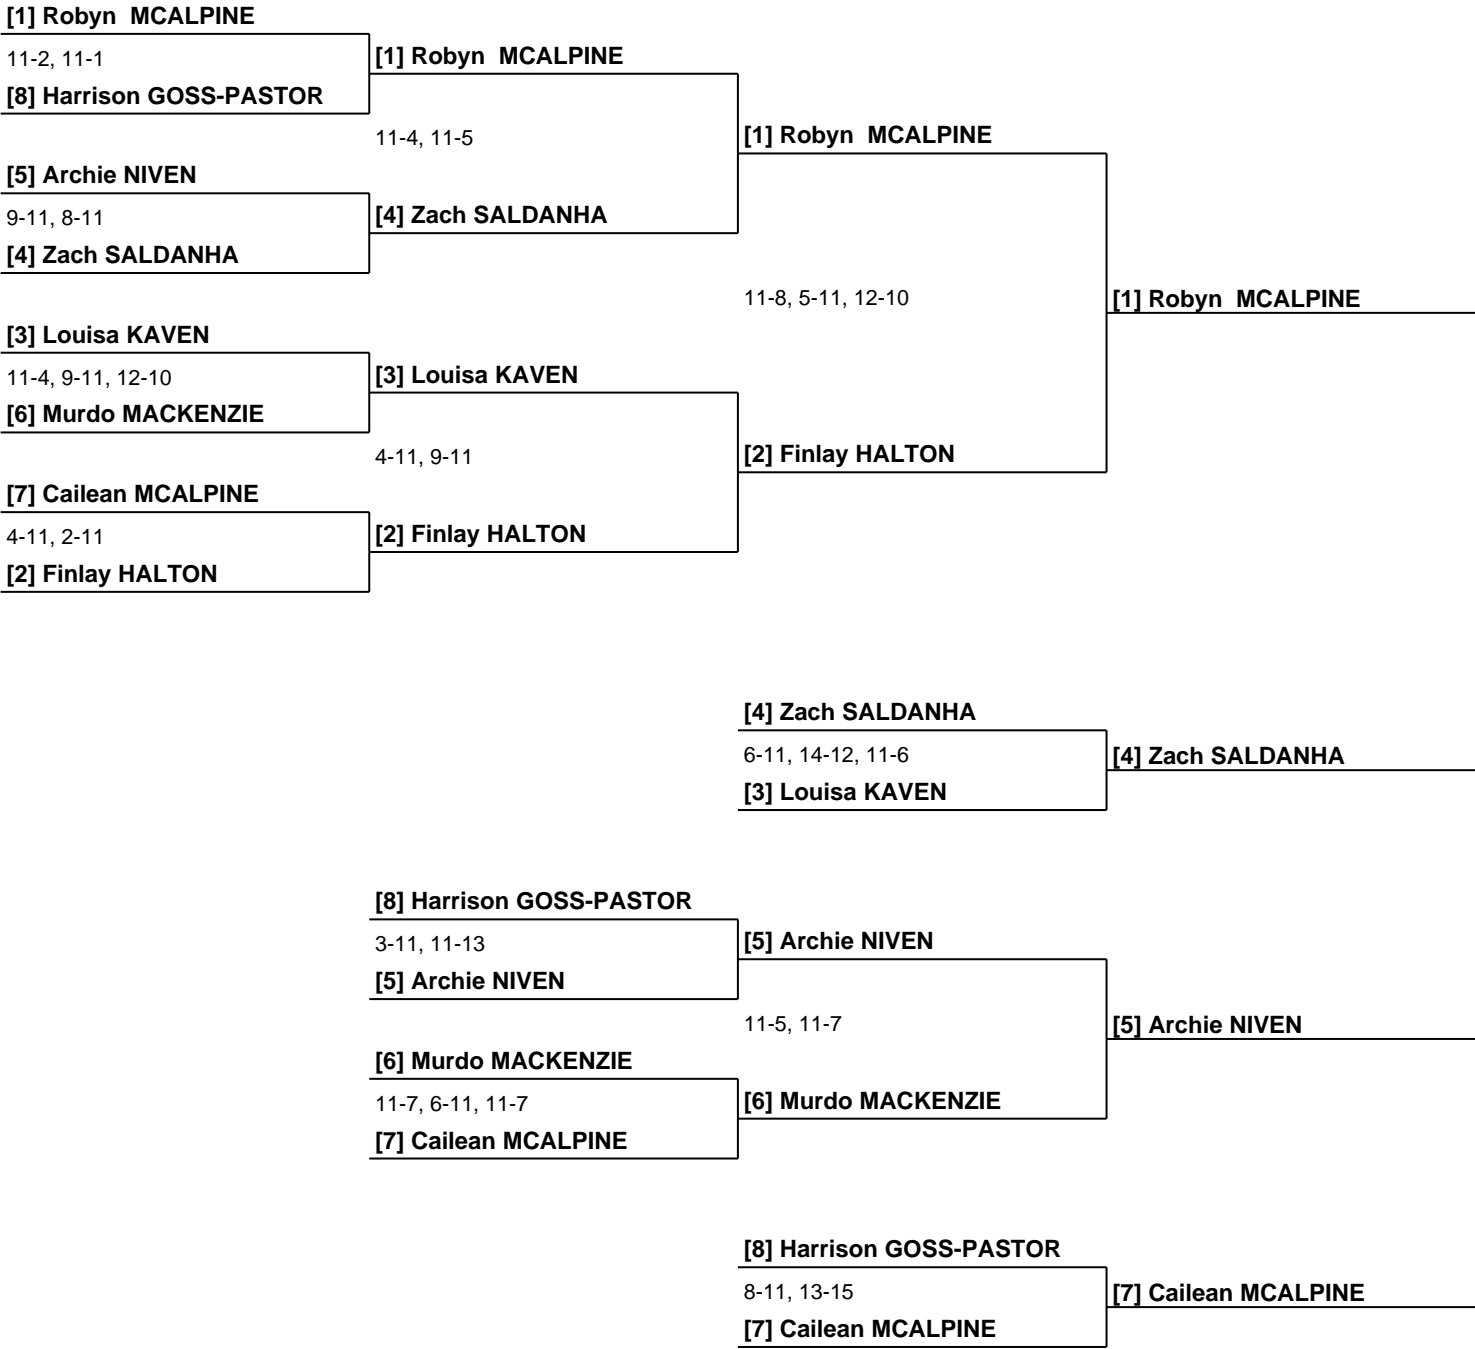 [1] Robyn  MCALPINE
11-2, 11-1
[1] Robyn  MCALPINE
[8] Harrison GOSS-PASTOR
11-4, 11-5
[1] Robyn  MCALPINE
[5] Archie NIVEN
9-11, 8-11
[4] Zach SALDANHA
[4] Zach SALDANHA
11-8, 5-11, 12-10
[1] Robyn  MCALPINE
[3] Louisa KAVEN
11-4, 9-11, 12-10
[3] Louisa KAVEN
[6] Murdo MACKENZIE
4-11, 9-11
[2] Finlay HALTON
[7] Cailean MCALPINE
4-11, 2-11
[2] Finlay HALTON
[2] Finlay HALTON
[4] Zach SALDANHA
6-11, 14-12, 11-6
[4] Zach SALDANHA
[3] Louisa KAVEN
[8] Harrison GOSS-PASTOR
3-11, 11-13
[5] Archie NIVEN
[5] Archie NIVEN
11-5, 11-7
[5] Archie NIVEN
[6] Murdo MACKENZIE
11-7, 6-11, 11-7
[6] Murdo MACKENZIE
[7] Cailean MCALPINE
[8] Harrison GOSS-PASTOR
8-11, 13-15
[7] Cailean MCALPINE
[7] Cailean MCALPINE